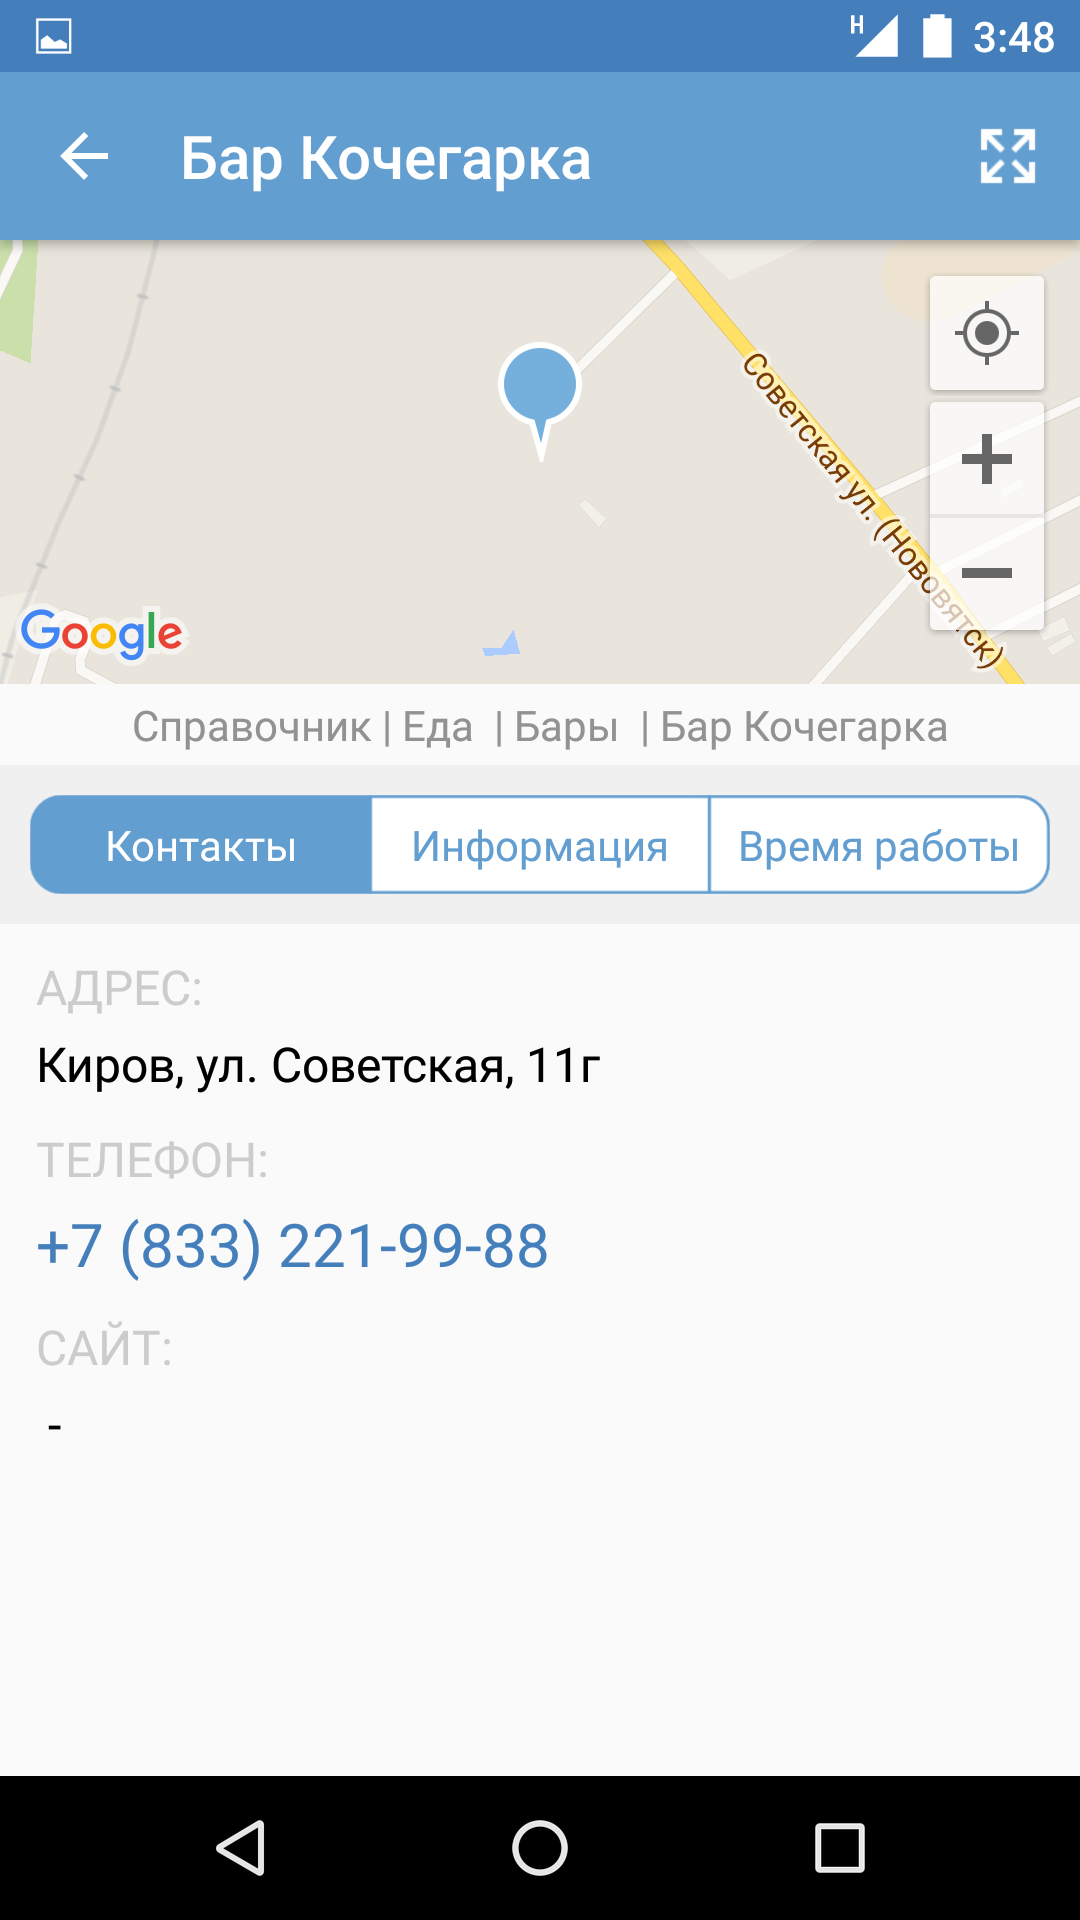 H 3:48
Бар Кочегарка
Советская ул. (Нововятск)
Google
Справочник | Еда | Бары | Бар Кочегарка
Контакты Информация Время работы
АДРЕС:
Киров, ул. Советская, 11г
ТЕЛЕФОН:
+7 (833) 221-99-88
САЙТ:
-